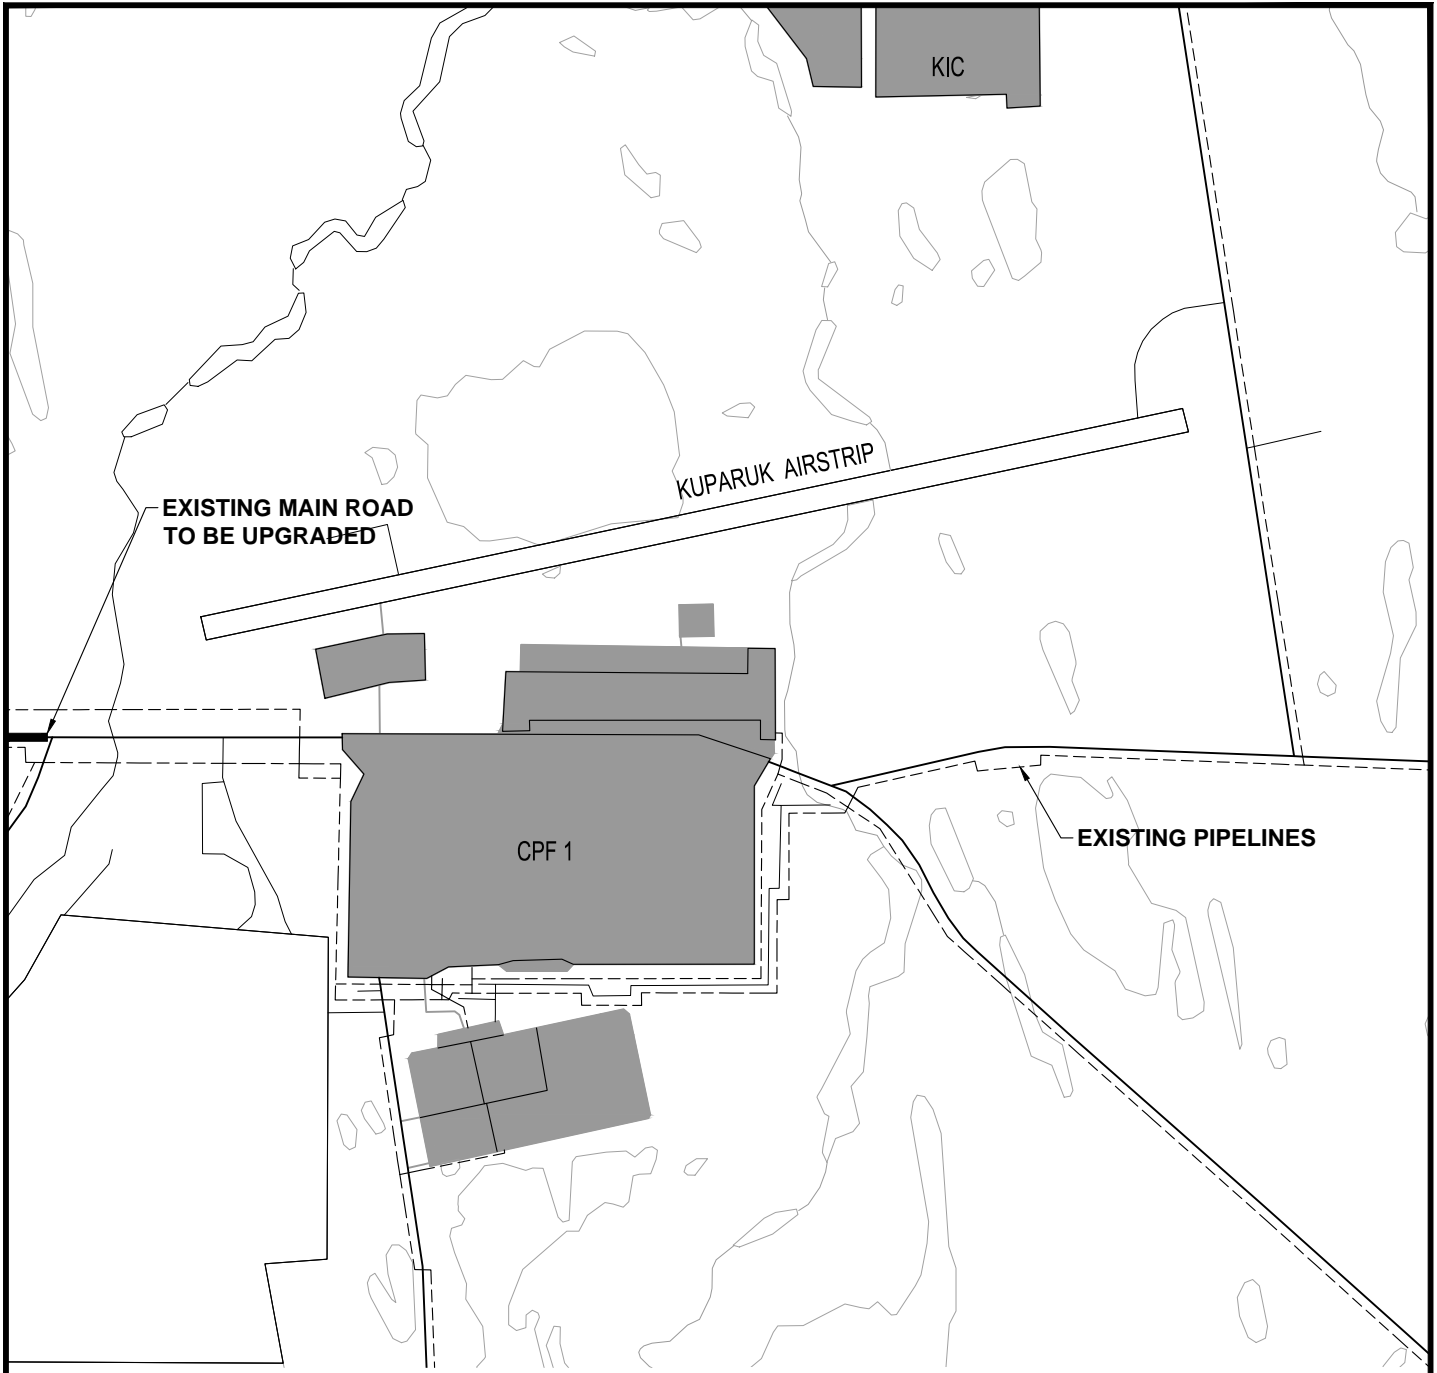 KIC
KUPARUK AIRSTRIP
EXISTING MAIN ROAD
TO BE UPGRADED
EXISTING PIPELINES
CPF 1